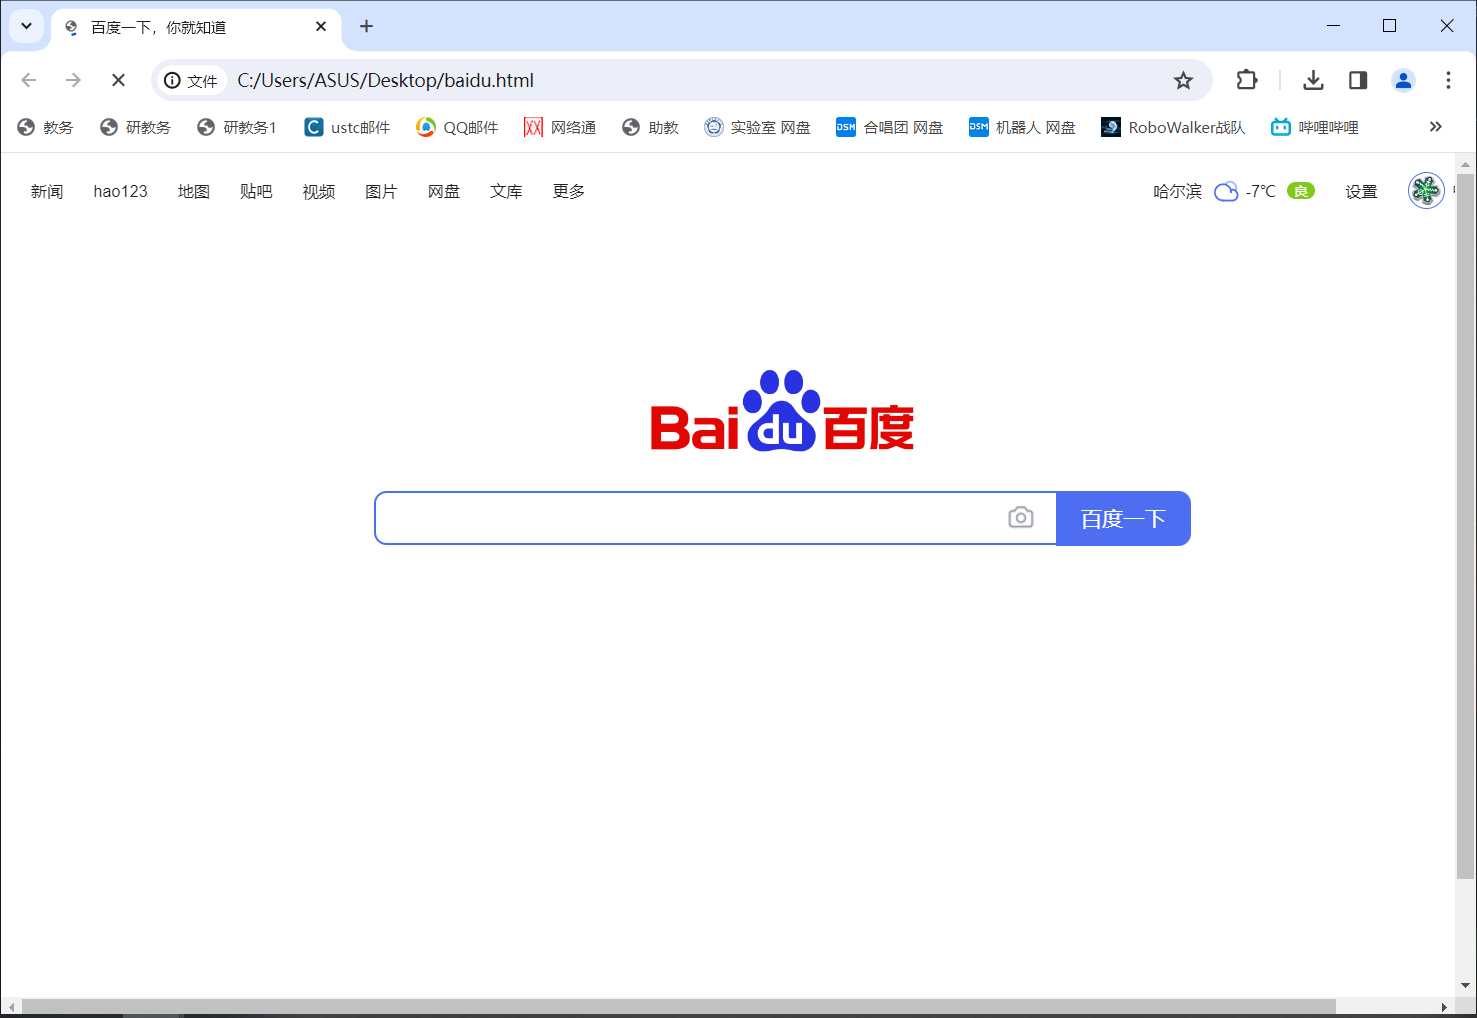 百度一下，你就知道
文件 C:/Users/ASUS/Desktop/baidu.html
教务 研教务 研教务1 ustc邮件 QQ邮件 网络通 助教 实验室 网盘 合唱团 网盘 机器人 网盘 RoboWalker战队 哔哩哔哩
新闻 hao123 地图 贴吧 视频 图片 网盘 文库 更多 哈尔滨 -7℃ 良 设置
Bai du 百度
百度一下